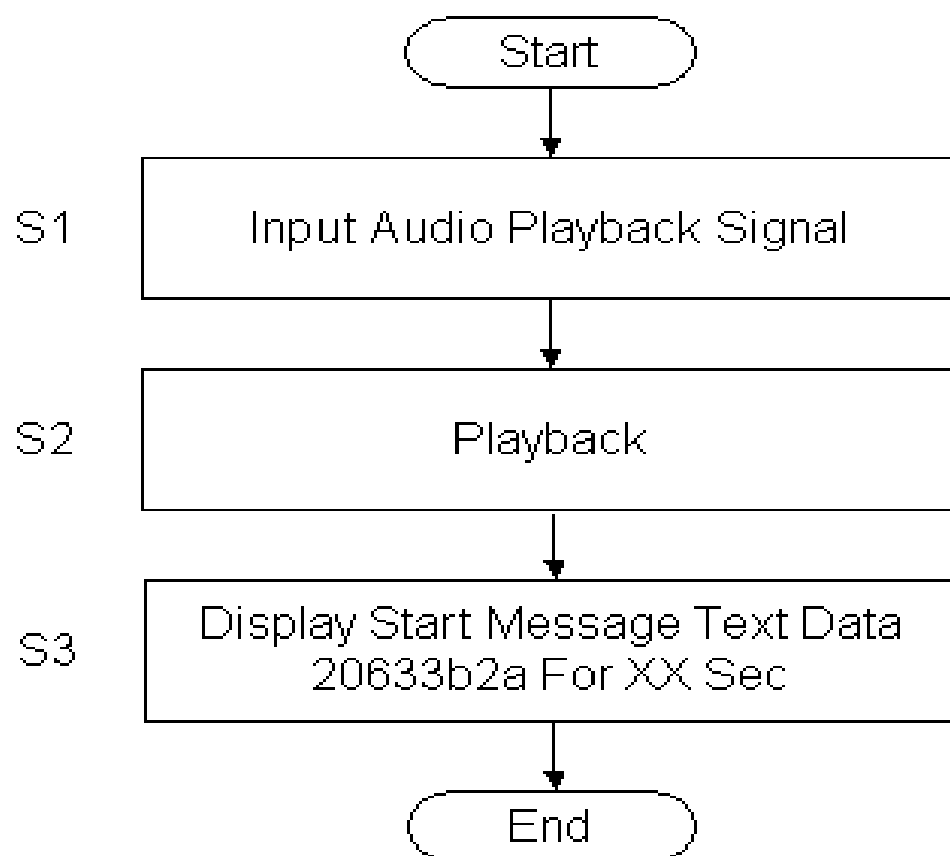 Start
S1
Input Audio Playback Signal
S2
Playback
S3
Display Start Message Text Data
20633b2a For XX Sec
End